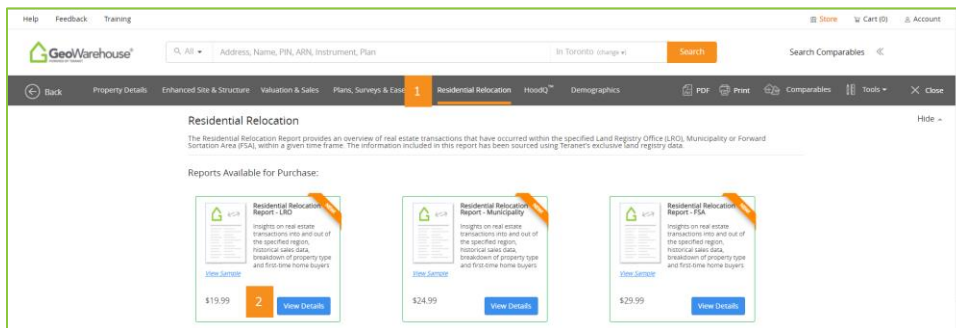 Help Feedback Training Store Cart (0) Account
GeoWarehouse® All Address, Name, PIN, ARN, Instrument, Plan In Toronto (change) Search Search Comparables
POWERED BY TERANET
Back Property Details Enhanced Site & Structure Valuation & Sales Plans, Surveys & Ease 1 Residential Relocation HoodQ™ Demographics PDF Print Comparables Tools Close
Residential Relocation Hide
The Residential Relocation Report provides an overview of real estate transactions that have occurred within the specified Land Registry Office (LRO), Municipality or Forward
Sortation Area (FSA), within a given time frame. The information included in this report has been sourced using Teranet's exclusive land registry data.
Reports Available for Purchase:
Residential Relocation
Report - LRO
Insights on real estate
transactions into and out of
the specified region,
historical sales data,
breakdown of property type
and first-time home buyers
View Sample
$19.99 2 View Details
Residential Relocation
Report - Municipality
Insights on real estate
transactions into and out of
the specified region,
historical sales data,
breakdown of property type
and first-time home buyers
View Sample
$24.99 View Details
Residential Relocation
Report - FSA
Insights on real estate
transactions into and out of
the specified region,
historical sales data,
breakdown of property type
and first-time home buyers
View Sample
$29.99 View Details